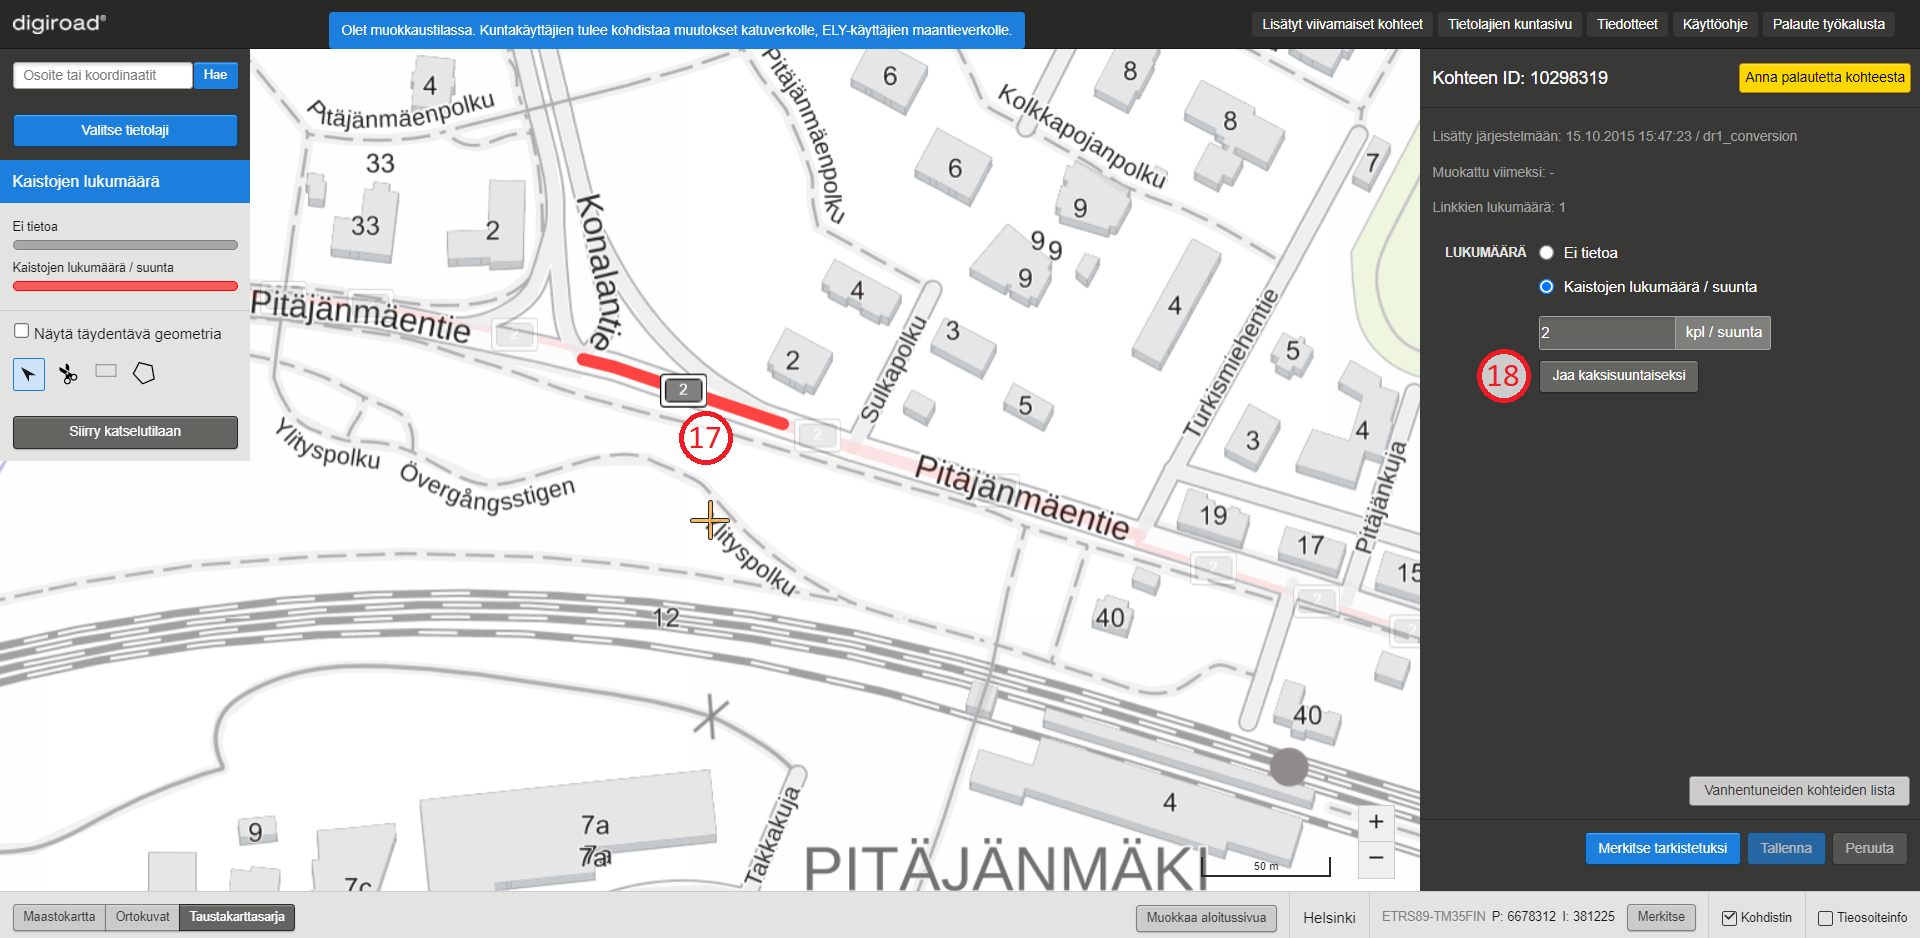 digiroad®
Olet muokkaustilassa. Kuntakäyttäjien tulee kohdistaa muutokset katuverkolle, ELY-käyttäjien maantieverkolle.
Lisätyt viivamaiset kohteet
Tietolajien kuntasivu
Tiedotteet
Käyttöohje
Palaute työkalusta
Osoite tai koordinaatit
Hae
Valitse tietolaji
Kaistojen lukumäärä
Ei tietoa
Kaistojen lukumäärä / suunta
Näytä täydentävä geometria
Siirry katselutilaan
4
Pitäjänmäenpolku
33
33
2
Konalantie
Pitäjänmäentie
2
Pitäjänmäenpolku
6
8
Kolkkapojanpolku
8
7
6
9
9
9
9
4
4
2
3
Sulkapolku
5
Turkismiehentie
5
3
4
Pitäjänkuja
2
17
2
Pitäjänmäentie
19
17
15
2
2
2
Ylityspolku
Övergångsstigen
Ylityspolku
12
40
40
4
9
7a
7a
7c
Takkakuja
PITÄJÄNMÄKI
50 m
+
−
Kohteen ID: 10298319
Anna palautetta kohteesta
Lisätty järjestelmään: 15.10.2015 15:47:23 / dr1_conversion
Muokattu viimeksi: -
Linkkien lukumäärä: 1
LUKUMÄÄRÄ
Ei tietoa
Kaistojen lukumäärä / suunta
2
kpl / suunta
18
Jaa kaksisuuntaiseksi
Vanhentuneiden kohteiden lista
Merkitse tarkistetuksi
Tallenna
Peruuta
Maastokartta
Ortokuvat
Taustakarttasarja
Muokkaa aloitussivua
Helsinki
ETRS89-TM35FIN P: 6678312 I: 381225
Merkitse
Kohdistin
Tieosoiteinfo